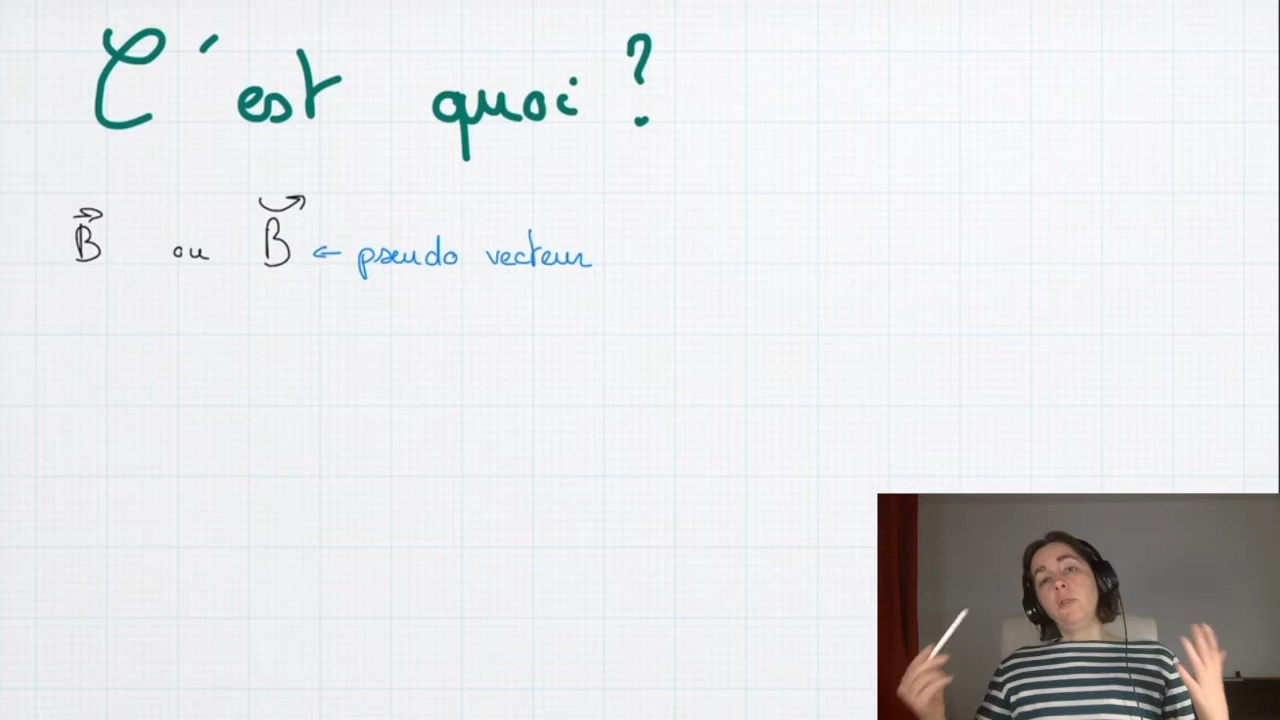 C'est quoi ?
B⃗ ou B⃗ ← pseudo vecteur